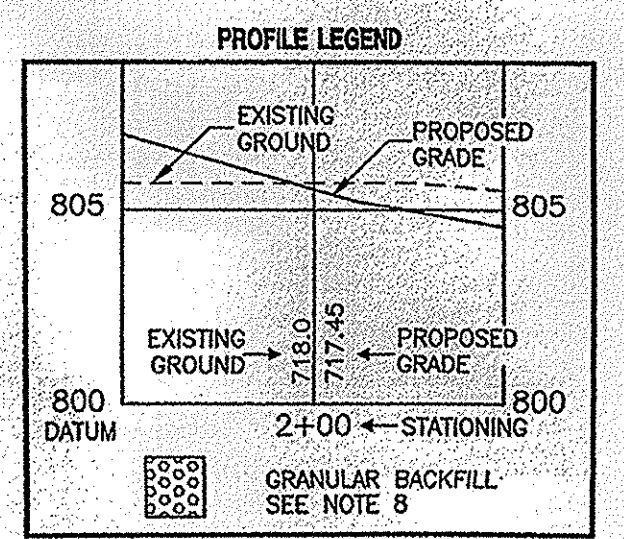 PROFILE LEGEND
EXISTING
GROUND
PROPOSED
GRADE
805
805
EXISTING
GROUND
718.0
717.45
PROPOSED
GRADE
800
800
DATUM
2+00
STATIONING
GRANULAR BACKFILL
SEE NOTE 8